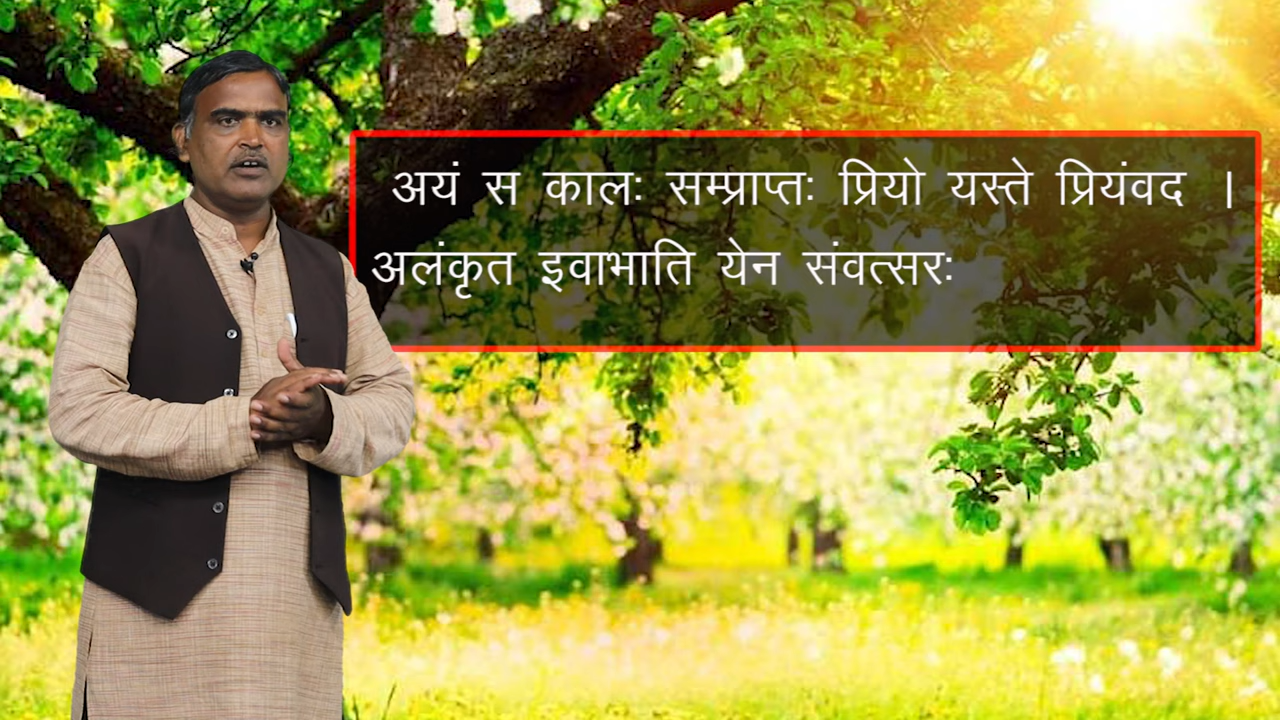 अयं स कालः सम्प्राप्तः प्रियो यस्ते प्रियंवद ।
अलंकृत इवाभाति येन संवत्सरः